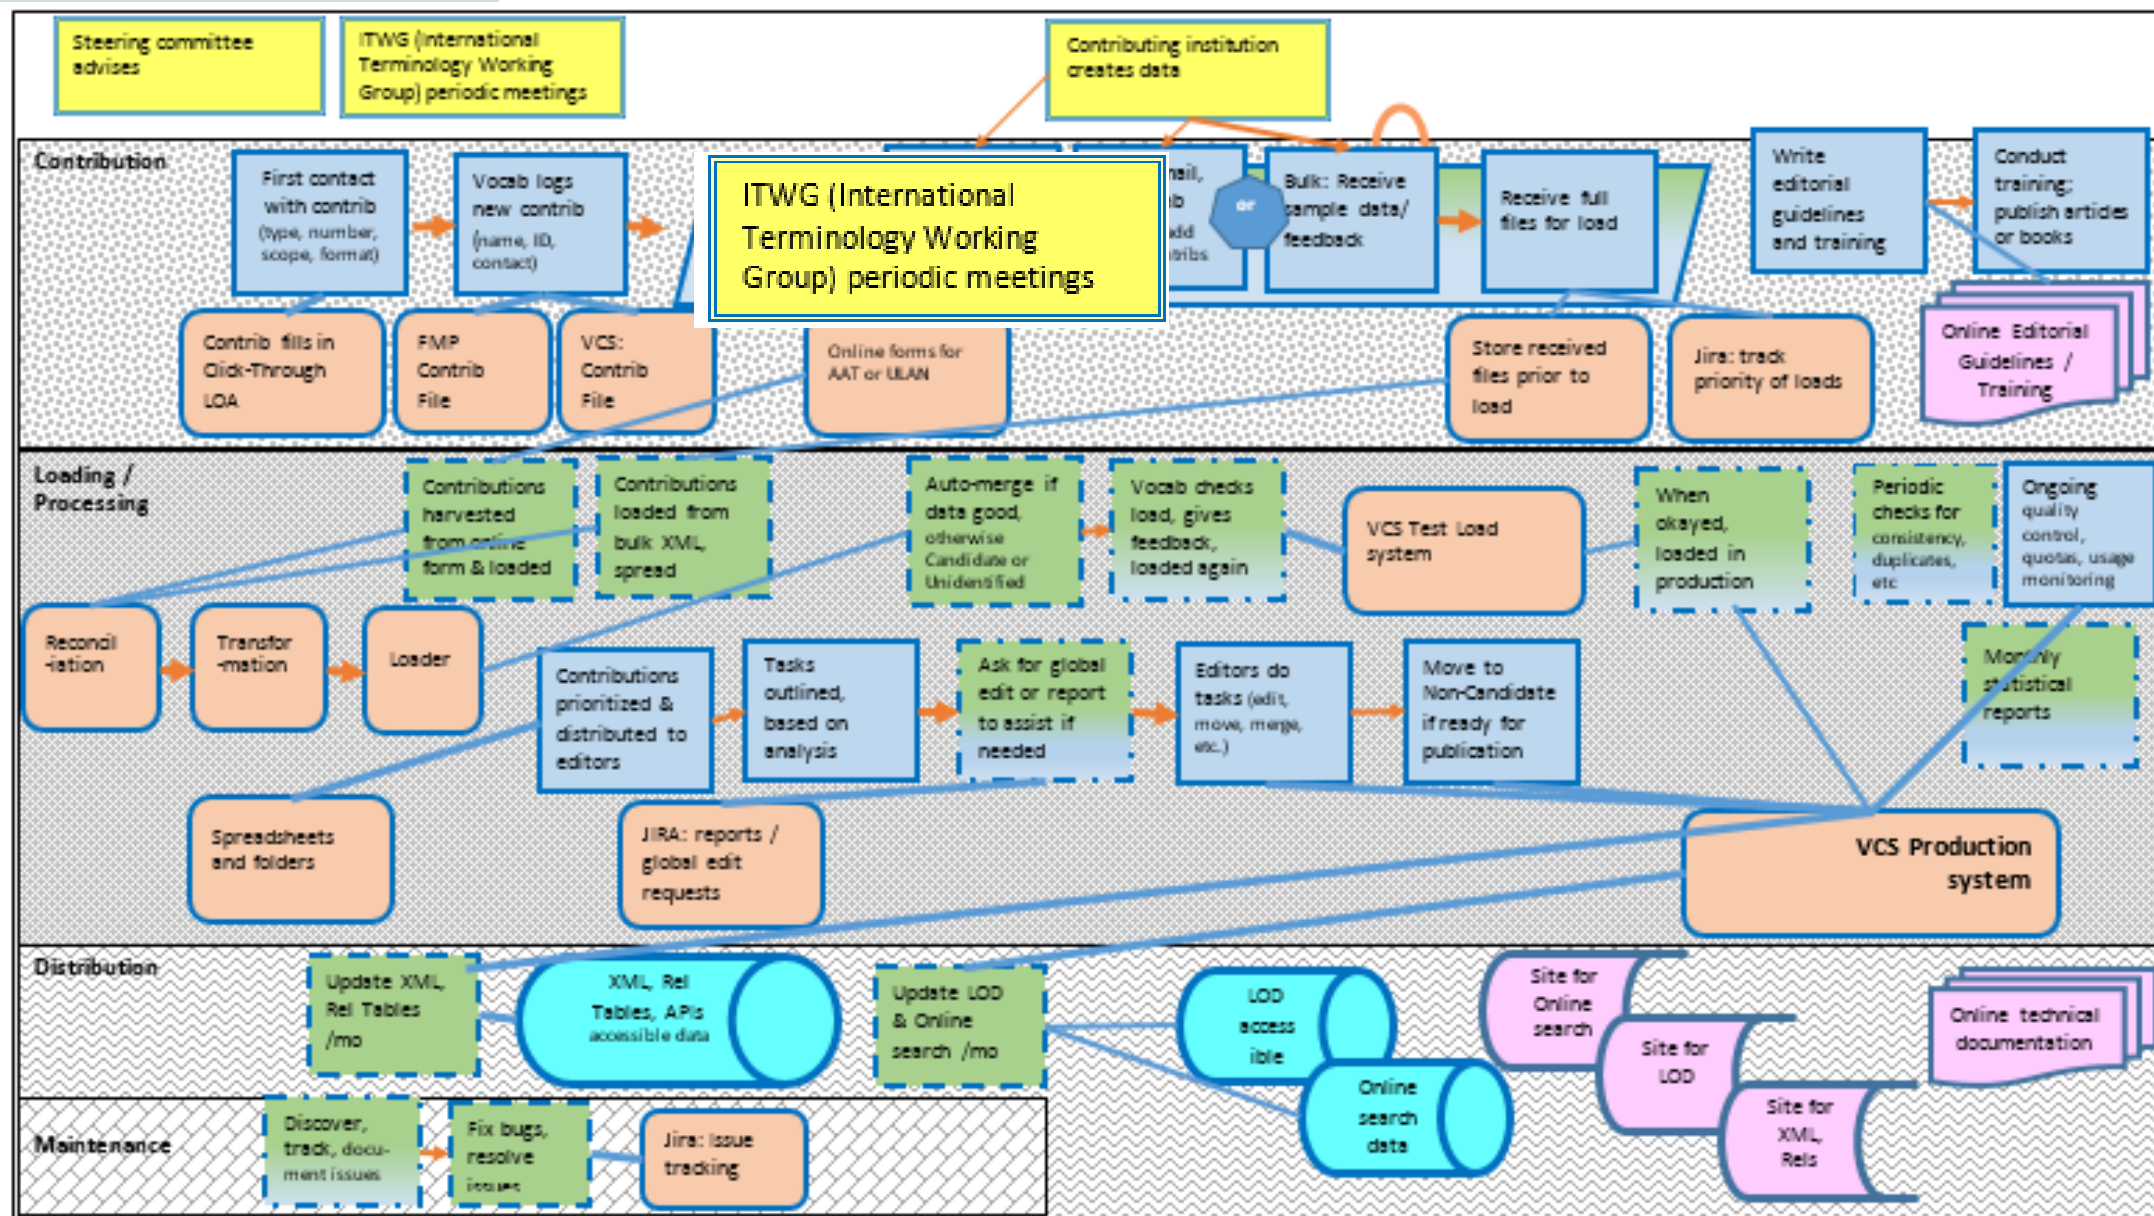 Steering committee
advises
ITWG (International
Terminology Working
Group) periodic meetings
Contributing institution
creates data
Contribution
First contact
with contrib
(type, number,
scope, format)
Vocab logs
new contrib
(name, ID,
contact)
ITWG (International
Terminology Working
Group) periodic meetings
or
Bulk: Receive
sample data/
feedback
Receive full
files for load
Write
editorial
guidelines
and training
Conduct
training;
publish articles
or books
Contrib fills in
Click-Through
LOA
FMP
Contrib
File
VCS:
Contrib
File
Online forms for
AAT or ULAN
Store received
files prior to
load
Jira: track
priority of loads
Online Editorial
Guidelines /
Training
Loading /
Processing
Contributions
harvested
from online
form & loaded
Contributions
loaded from
bulk XML,
spread
Auto-merge if
data good,
otherwise
Candidate or
Unidentified
Vocab checks
load, gives
feedback,
loaded again
VCS Test Load
system
When
okayed,
loaded in
production
Periodic
checks for
consistency,
duplicates,
etc
Ongoing
quality
control,
quotas, usage
monitoring
Reconcil
-iation
Transfor
-mation
Loader
Contributions
prioritized &
distributed to
editors
Tasks
outlined,
based on
analysis
Ask for global
edit or report
to assist if
needed
Editors do
tasks (edit,
move, merge,
etc.)
Move to
Non-Candidate
if ready for
publication
Monthly
statistical
reports
Spreadsheets
and folders
JIRA: reports /
global edit
requests
VCS Production
system
Distribution
Update XML,
Rel Tables
/mo
XML, Rel
Tables, APIs
accessible data
Update LOD
& Online
search /mo
LOD
access
ible
Online
search
data
Site for
Online
search
Site for
LOD
Site for
XML,
Rels
Online technical
documentation
Maintenance
Discover,
track, docu-
ment issues
Fix bugs,
resolve
issues
Jira: Issue
tracking